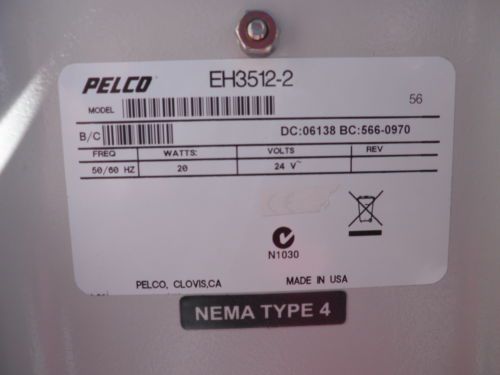 PELCO EH3512-2
MODEL 56
B/C DC:06138 BC:566-0970
FREQ WATTS: VOLTS REV
50/60 HZ 20 24 V~
CE
N1030
PELCO, CLOVIS,CA MADE IN USA
NEMA TYPE 4